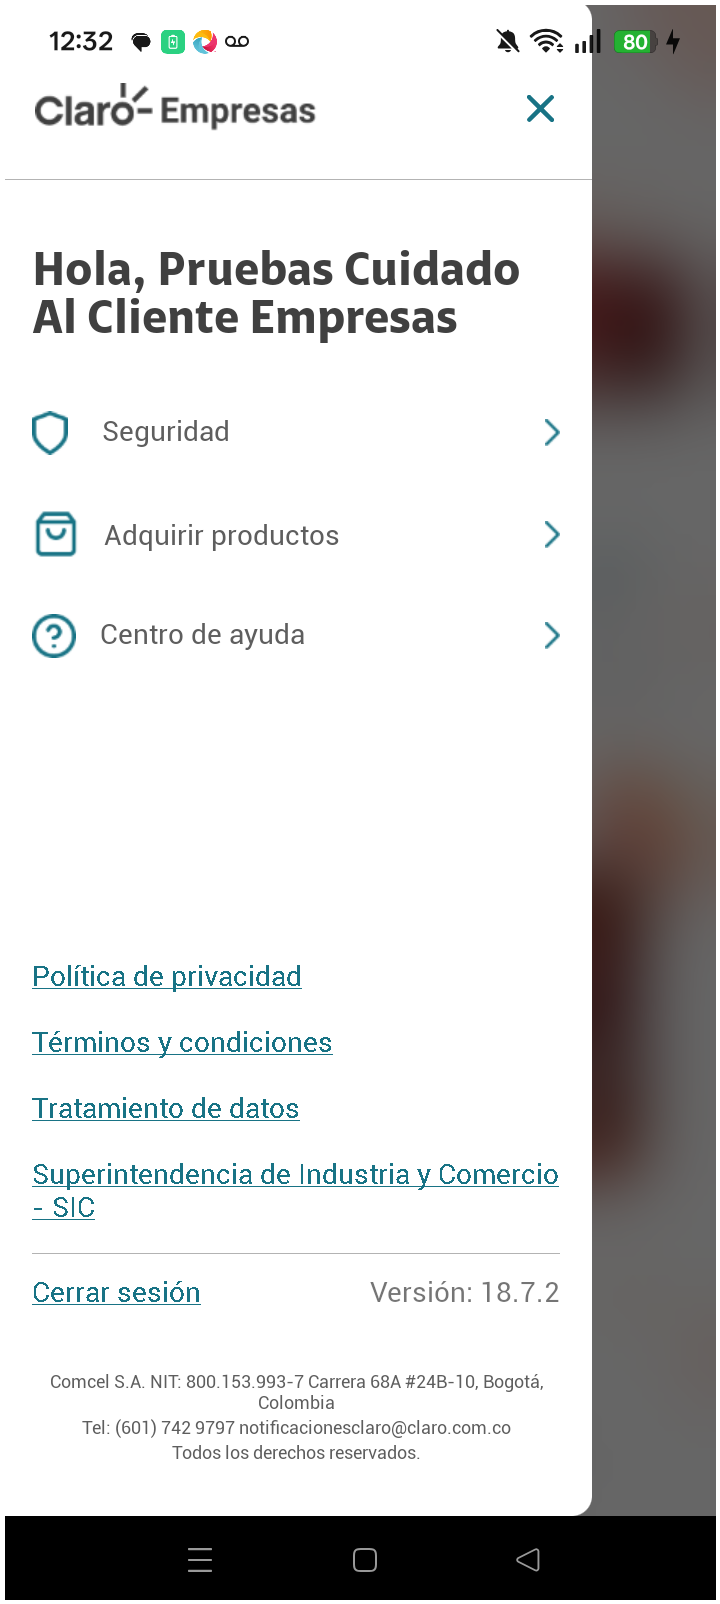 12:32
80
Claro Empresas
Hola, Pruebas Cuidado
Al Cliente Empresas
Seguridad
Adquirir productos
Centro de ayuda
Política de privacidad
Términos y condiciones
Tratamiento de datos
Superintendencia de Industria y Comercio
- SIC
Cerrar sesión Versión: 18.7.2
Comcel S.A. NIT: 800.153.993-7 Carrera 68A #24B-10, Bogotá,
Colombia
Tel: (601) 742 9797 notificacionesclaro@claro.com.co
Todos los derechos reservados.